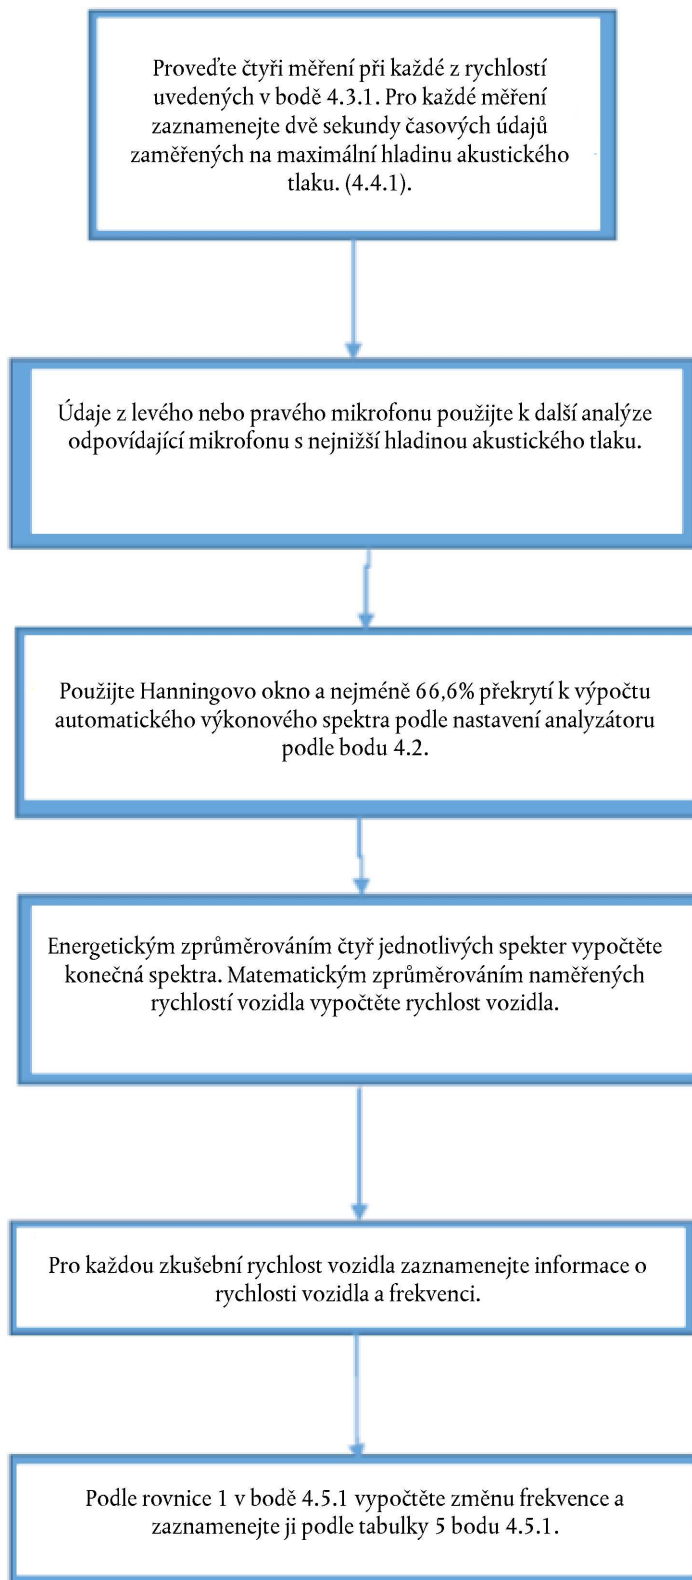 Proveďte čtyři měření při každé z rychlostí
uvedených v bodě 4.3.1. Pro každé měření
zaznamenejte dvě sekundy časových údajů
zaměřených na maximální hladinu akustického
tlaku. (4.4.1).
Údaje z levého nebo pravého mikrofonu použijte k další analýze
odpovídající mikrofonu s nejnižší hladinou akustického tlaku.
Použijte Hanningovo okno a nejméně 66,6% překrytí k výpočtu
automatického výkonového spektra podle nastavení analyzátoru
podle bodu 4.2.
Energetickým zprůměrováním čtyř jednotlivých spekter vypočtěte
konečná spektra. Matematickým zprůměrováním naměřených
rychlostí vozidla vypočtěte rychlost vozidla.
Pro každou zkušební rychlost vozidla zaznamenejte informace o
rychlosti vozidla a frekvenci.
Podle rovnice 1 v bodě 4.5.1 vypočtěte změnu frekvence a
zaznamenejte ji podle tabulky 5 bodu 4.5.1.